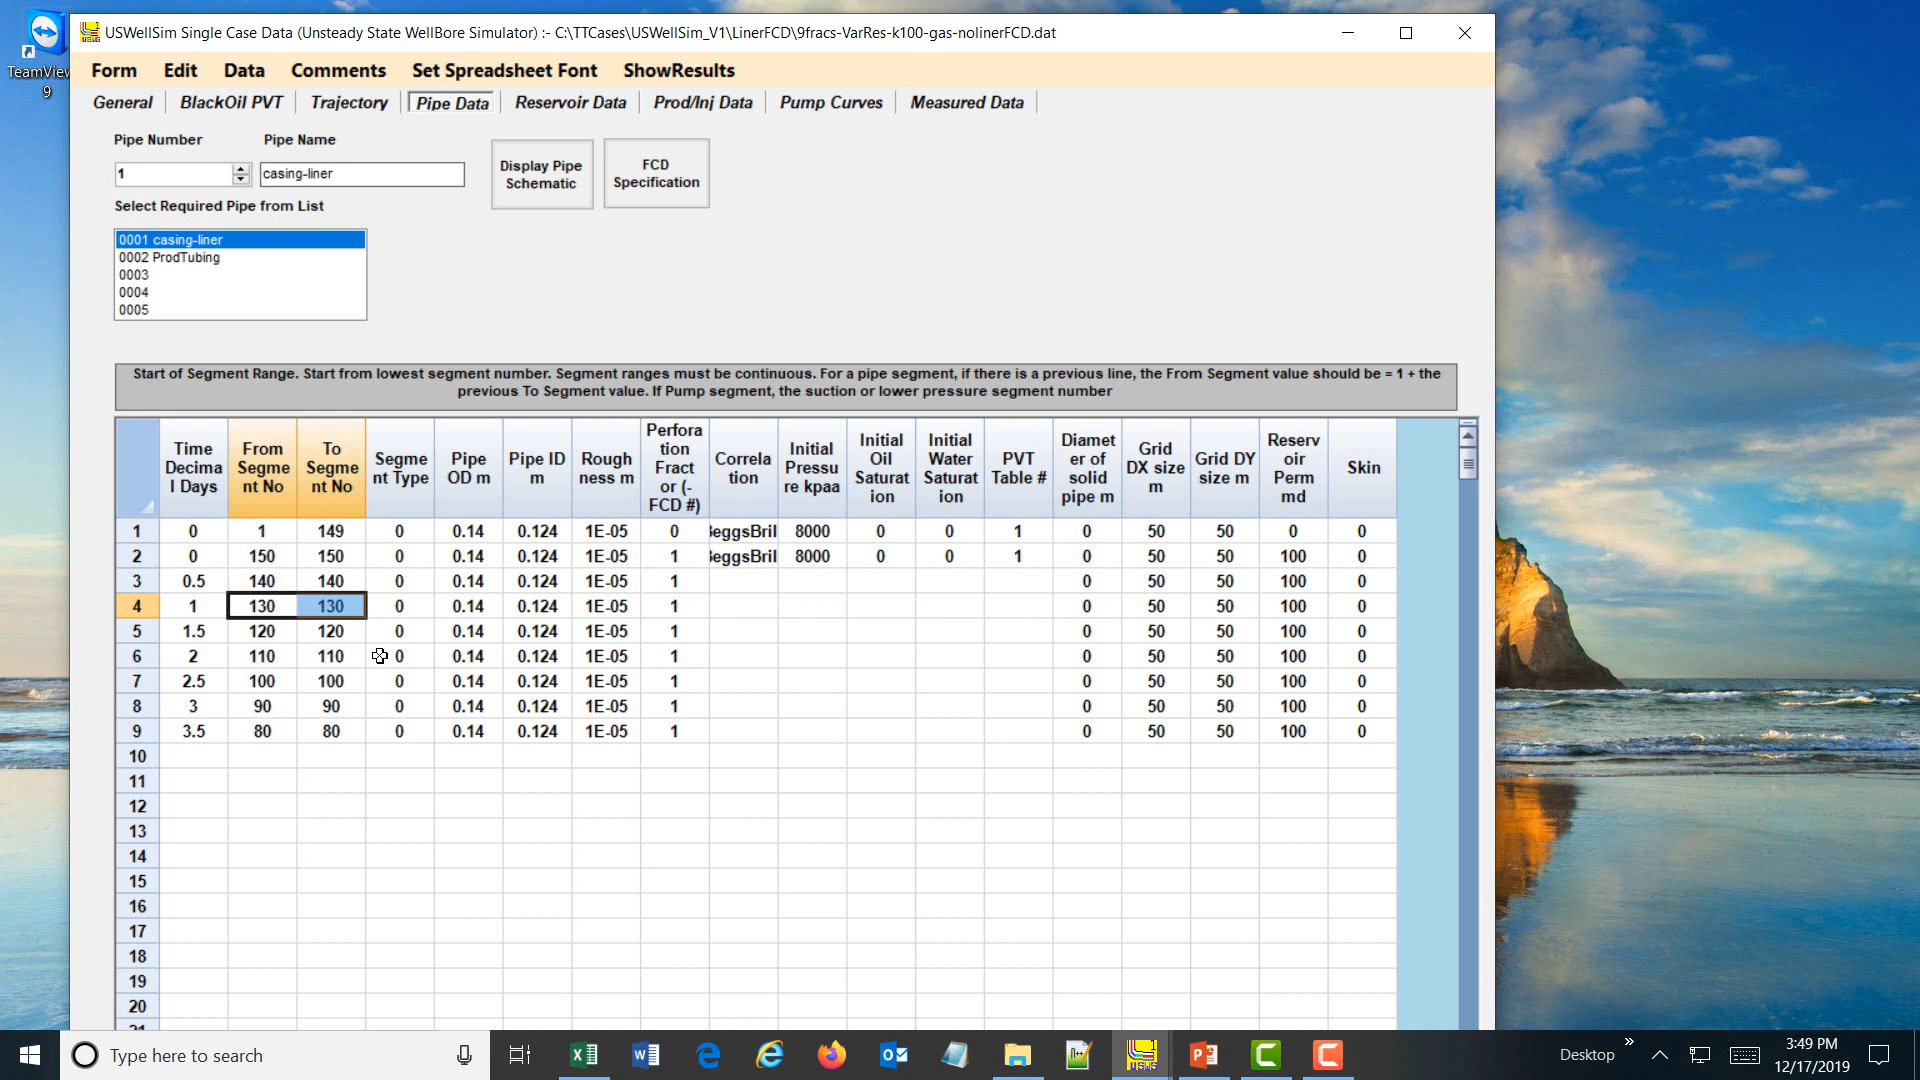 TeamView
9
USWellSim Single Case Data (Unsteady State WellBore Simulator) :- C:\TTCases\USWellSim_V1\LinerFCD\9fracs-VarRes-k100-gas-nolinerFCD.dat
Form Edit Data Comments Set Spreadsheet Font ShowResults
General BlackOil PVT Trajectory Pipe Data Reservoir Data Prod/Inj Data Pump Curves Measured Data
Pipe Number Pipe Name
1 casing-liner
Display Pipe Schematic
FCD Specification
Select Required Pipe from List
0001 casing-liner
0002 ProdTubing
0003
0004
0005
Start of Segment Range. Start from lowest segment number. Segment ranges must be continuous. For a pipe segment, if there is a previous line, the From Segment value should be = 1 + the
previous To Segment value. If Pump segment, the suction or lower pressure segment number
Time Decimal Days From Segment No To Segment No Segment Type Pipe OD m Pipe ID m Roughness m Perforation Fractor (-FCD #) Correlation Initial Pressure kpaa Initial Oil Saturation Initial Water Saturation PVT Table # Diameter of solid pipe m Grid DX size m Grid DY size m Reservoir Perm md Skin
1 0 1 149 0 0.14 0.124 1E-05 0 BeggsBril 8000 0 0 1 0 50 50 0 0
2 0 150 150 0 0.14 0.124 1E-05 1 BeggsBril 8000 0 0 1 0 50 50 100 0
3 0.5 140 140 0 0.14 0.124 1E-05 1 0 50 50 100 0
4 1 130 130 0 0.14 0.124 1E-05 1 0 50 50 100 0
5 1.5 120 120 0 0.14 0.124 1E-05 1 0 50 50 100 0
6 2 110 110 0 0.14 0.124 1E-05 1 0 50 50 100 0
7 2.5 100 100 0 0.14 0.124 1E-05 1 0 50 50 100 0
8 3 90 90 0 0.14 0.124 1E-05 1 0 50 50 100 0
9 3.5 80 80 0 0.14 0.124 1E-05 1 0 50 50 100 0
10
11
12
13
14
15
16
17
18
19
20
Type here to search
Desktop
3:49 PM
12/17/2019